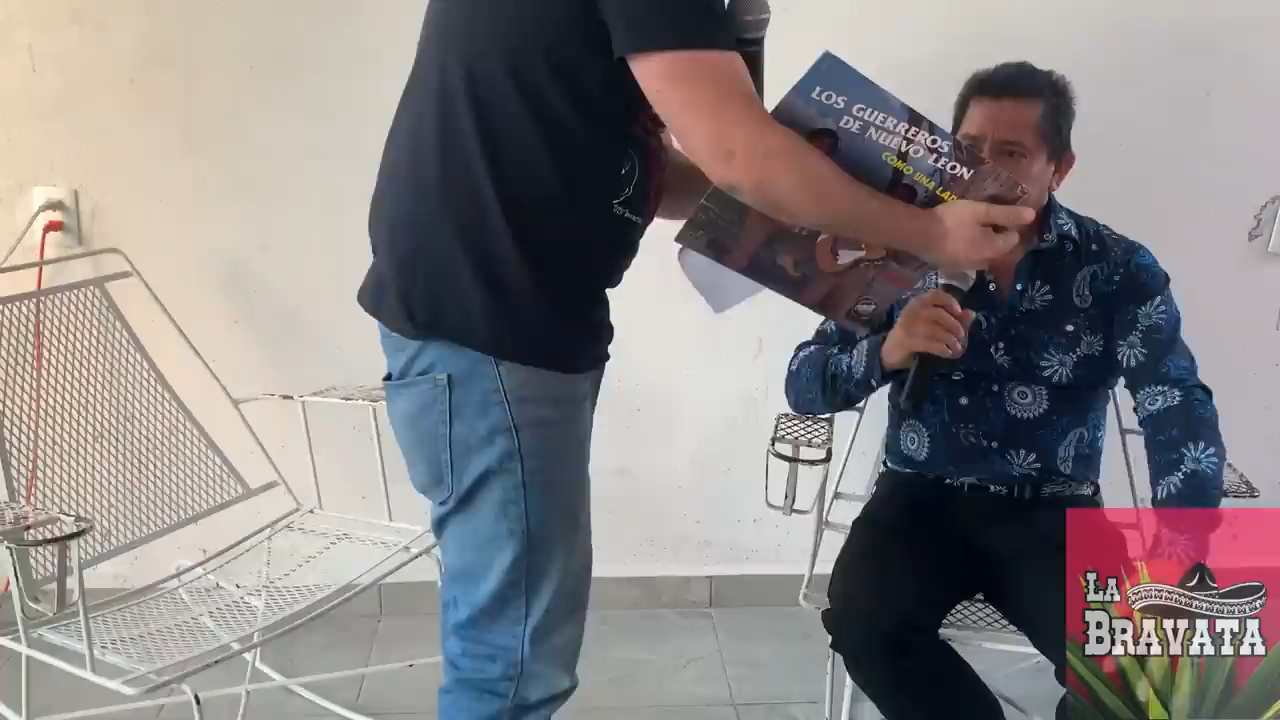 LOS GUERREROS
DE NUEVO LEON
COMO UNA
LA
BRAVATA